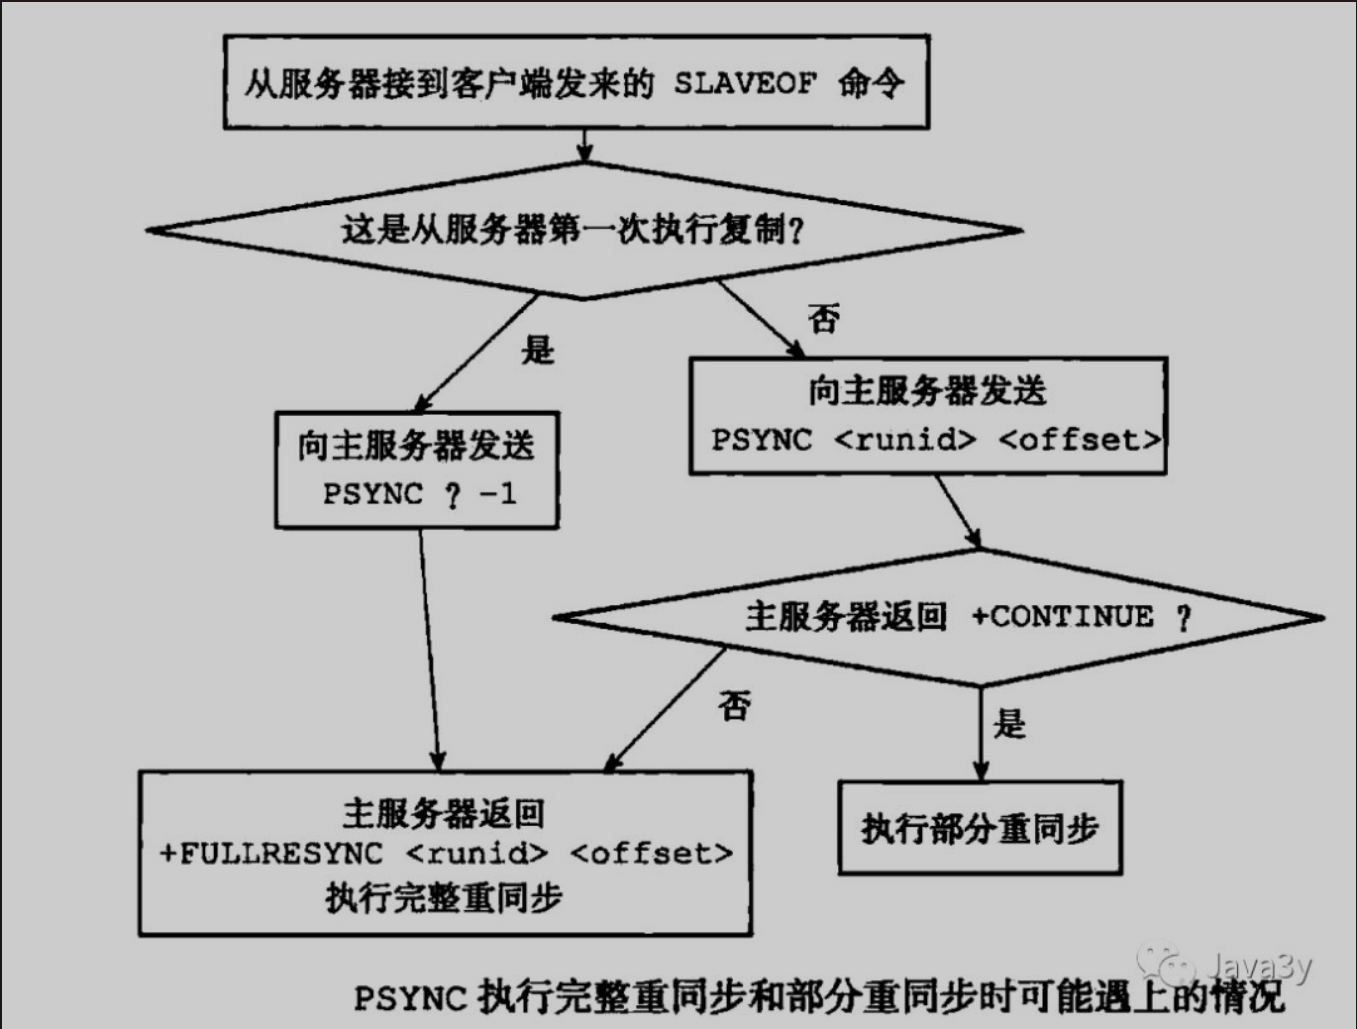 从服务器接到客户端发来的 SLAVEOF 命令
这是从服务器第一次执行复制?
是
否
向主服务器发送
PSYNC ? -1
向主服务器发送
PSYNC <runid> <offset>
主服务器返回 +CONTINUE ?
否
是
主服务器返回
+FULLRESYNC <runid> <offset>
执行完整重同步
执行部分重同步
Java3y
PSYNC 执行完整重同步和部分重同步时可能遇上的情况